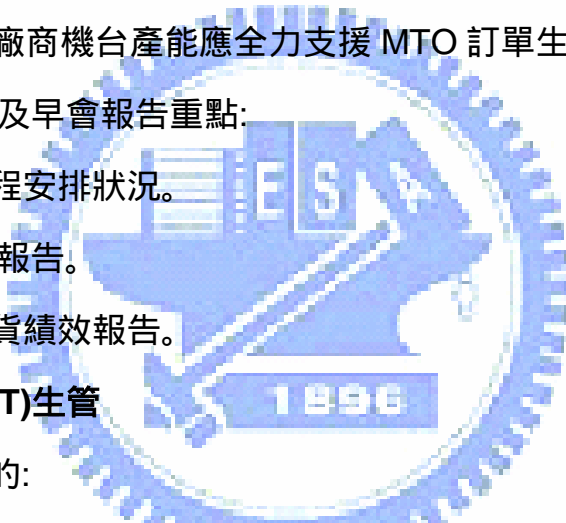 廠商機台產能應全力支援 MTO 訂單生
及早會報告重點:
程安排狀況。
報告。
貨績效報告。
T)生管
的:
E S A
1896